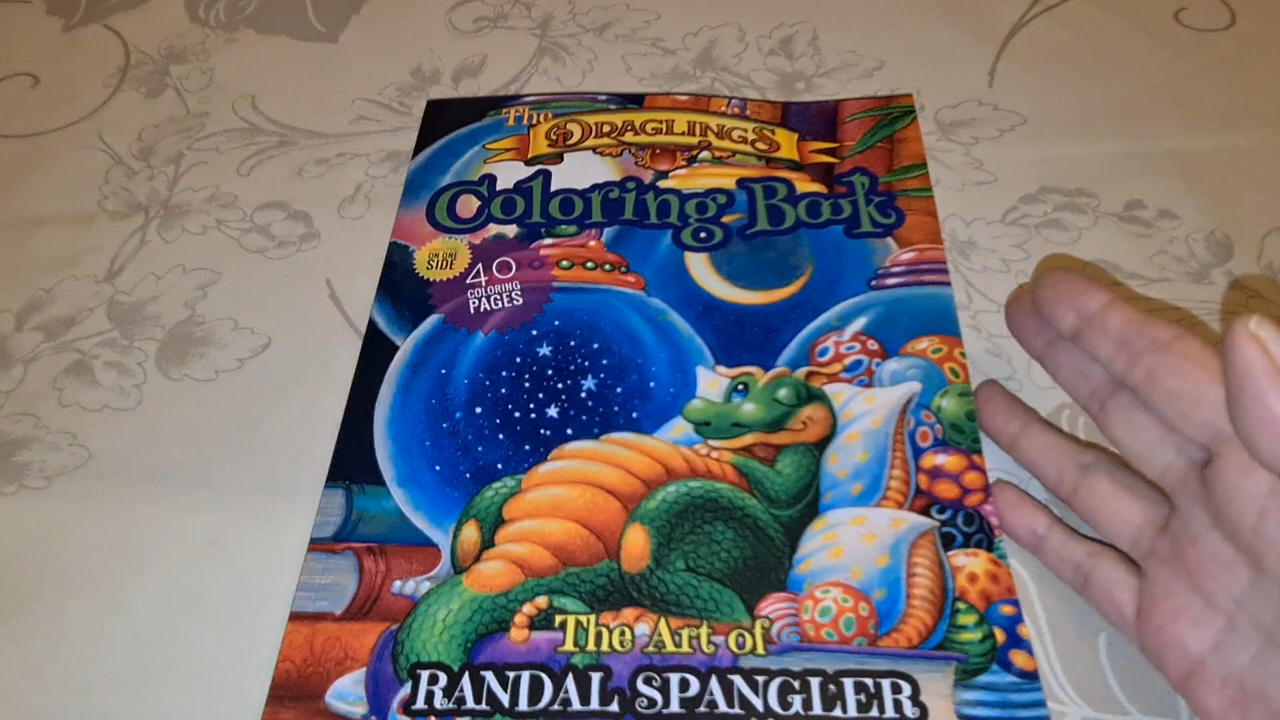 The
DRAGLINGS
Coloring Book
ON ONE
SIDE
40
COLORING
PAGES
The Art of
RANDAL SPANGLER